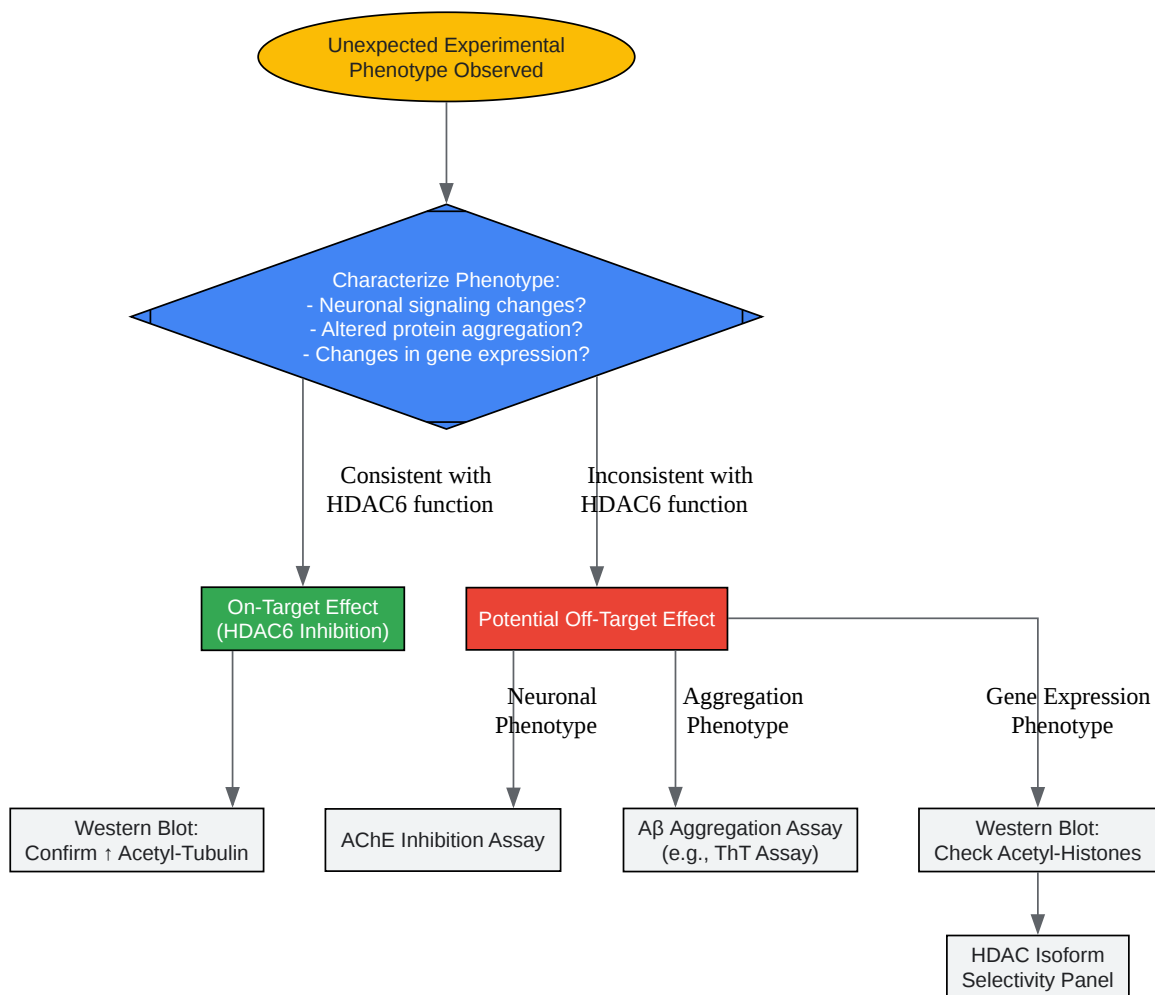 Unexpected Experimental
Phenotype Observed
Characterize Phenotype:
- Neuronal signaling changes?
- Altered protein aggregation?
- Changes in gene expression?
Consistent with
HDAC6 function
Inconsistent with
HDAC6 function
On-Target Effect
(HDAC6 Inhibition)
Potential Off-Target Effect
Neuronal
Phenotype
Aggregation
Phenotype
Gene Expression
Phenotype
Western Blot:
Confirm ↑ Acetyl-Tubulin
AChE Inhibition Assay
Aβ Aggregation Assay
(e.g., ThT Assay)
Western Blot:
Check Acetyl-Histones
HDAC Isoform
Selectivity Panel